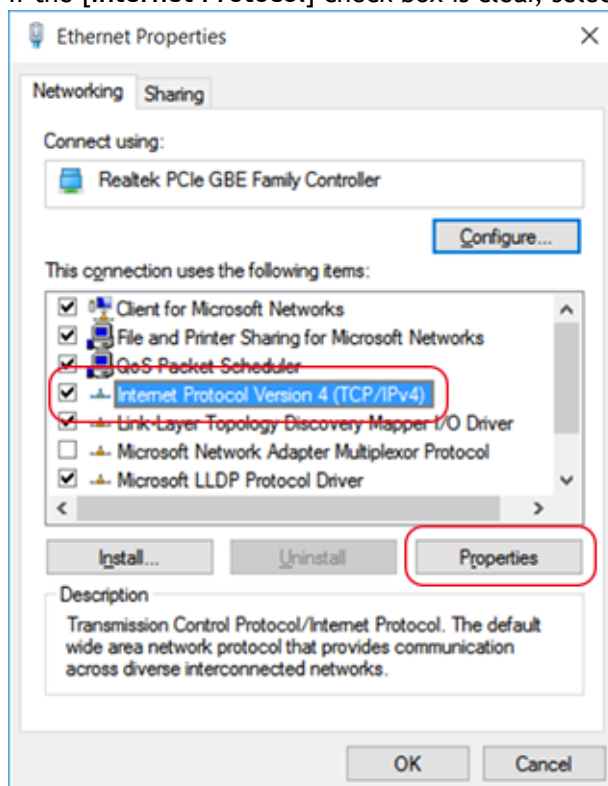 If the [Internet Protocol] check box is clear, select
Ethernet Properties
Networking Sharing
Connect using:
Realtek PCIe GBE Family Controller
Configure...
This connection uses the following items:
Client for Microsoft Networks
File and Printer Sharing for Microsoft Networks
QoS Packet Scheduler
Internet Protocol Version 4 (TCP/IPv4)
Link-Layer Topology Discovery Mapper I/O Driver
Microsoft Network Adapter Multiplexor Protocol
Microsoft LLDP Protocol Driver
Install... Uninstall Properties
Description
Transmission Control Protocol/Internet Protocol. The default
wide area network protocol that provides communication
across diverse interconnected networks.
OK Cancel